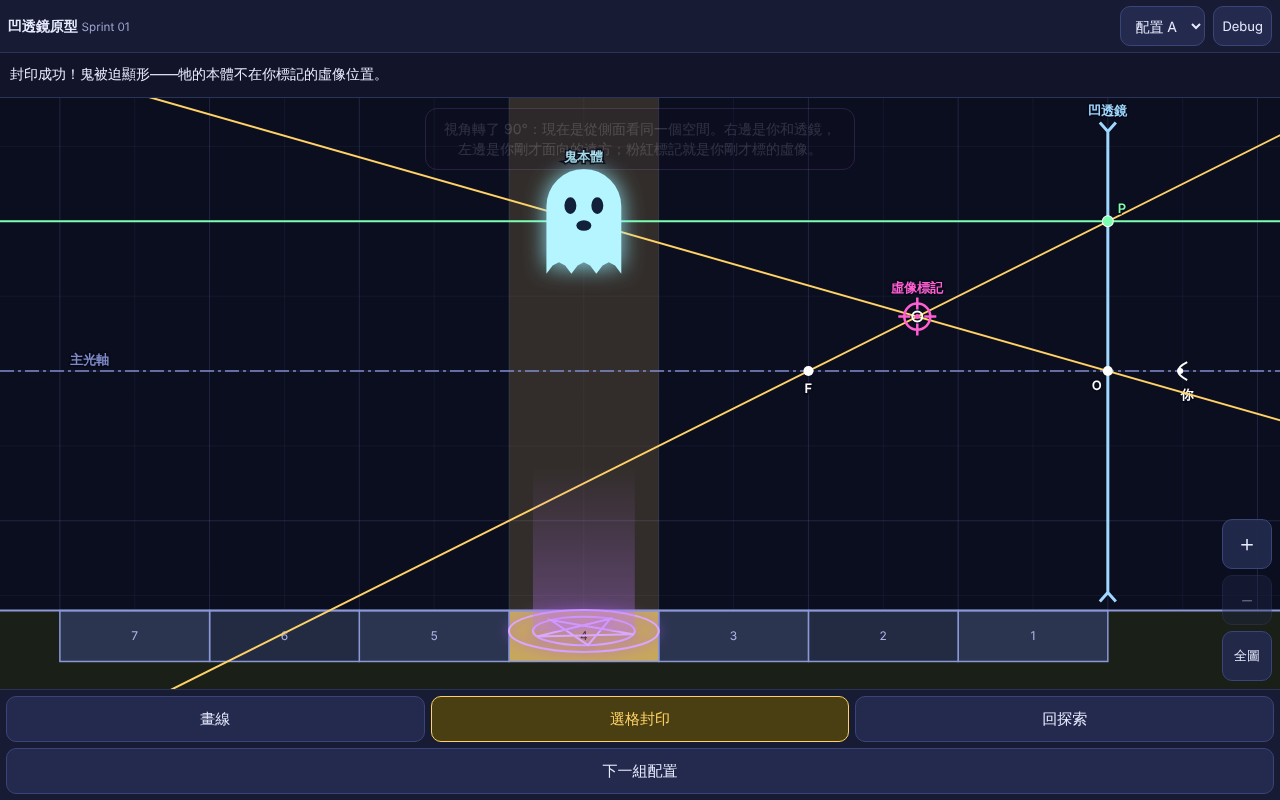 凹透鏡原型 Sprint 01
配置 A
Debug
封印成功！鬼被迫顯形——牠的本體不在你標記的虛像位置。
凹透鏡
視角轉了 90°：現在是從側面看同一個空間。右邊是你和透鏡，
左邊是你剛才面向的遠方；粉紅標記就是你剛才標的虛像。
鬼本體
P
虛像標記
主光軸
F
O
你
+
−
全圖
7
6
5
4
3
2
1
畫線
選格封印
回探索
下一組配置